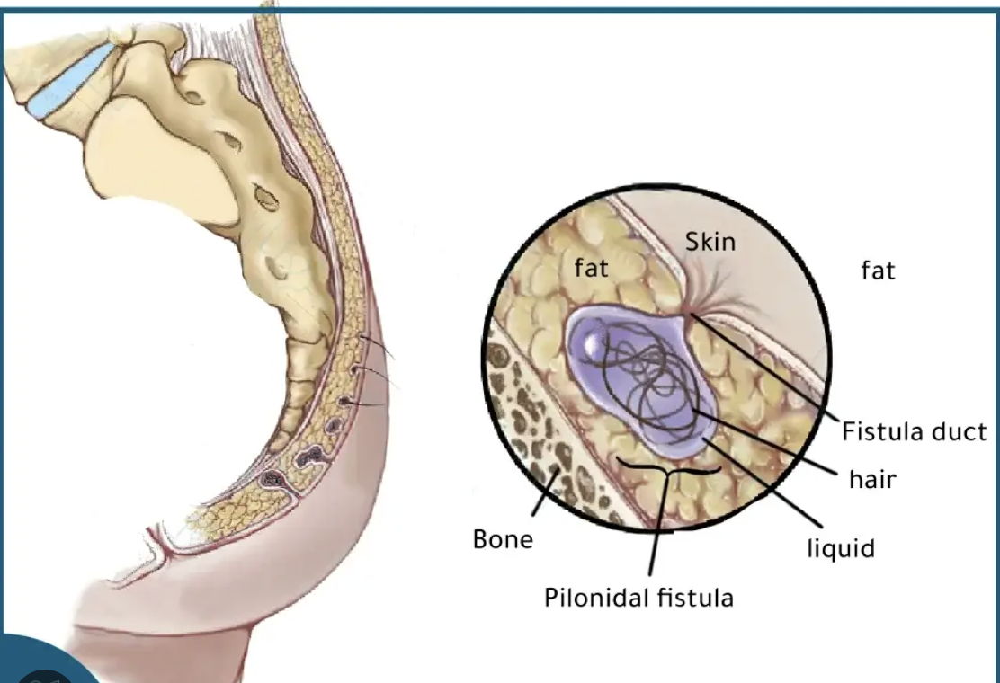 Skin
fat
fat
Fistula duct
hair
Bone
liquid
Pilonidal fistula